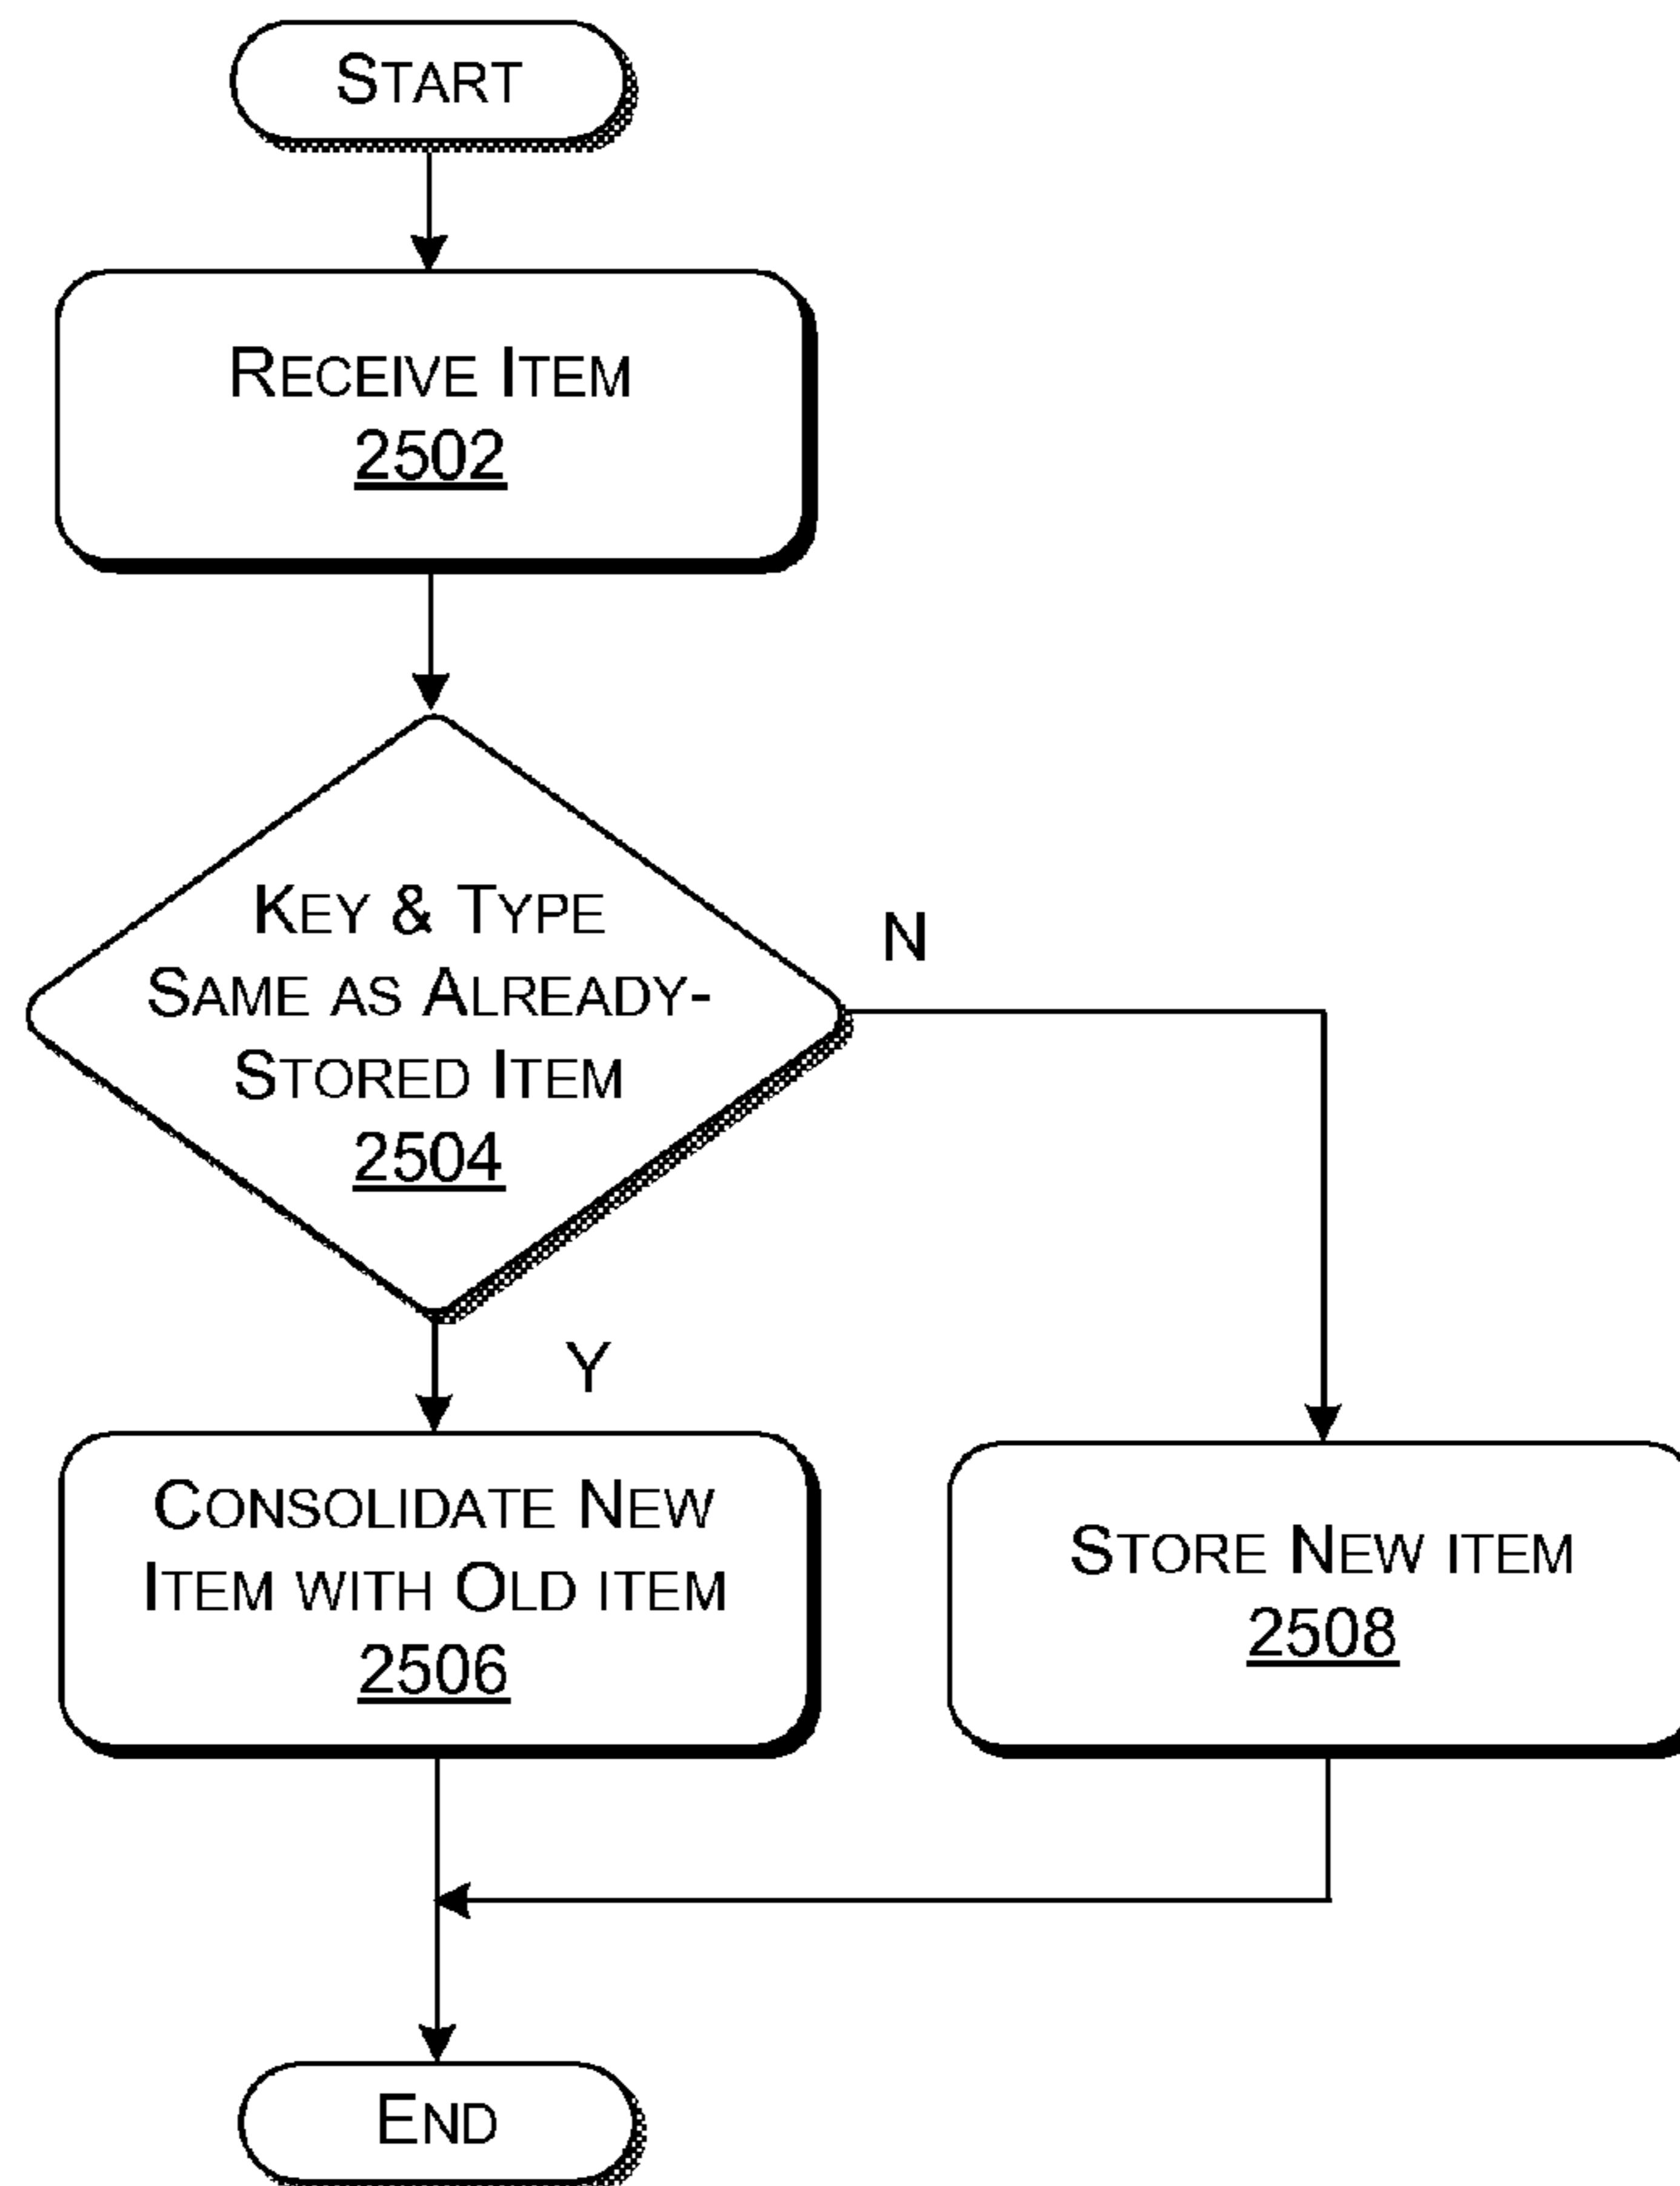 START
RECEIVE ITEM
2502
KEY & TYPE
SAME AS ALREADY-
STORED ITEM
2504
N
Y
CONSOLIDATE NEW
ITEM WITH OLD ITEM
2506
STORE NEW ITEM
2508
END